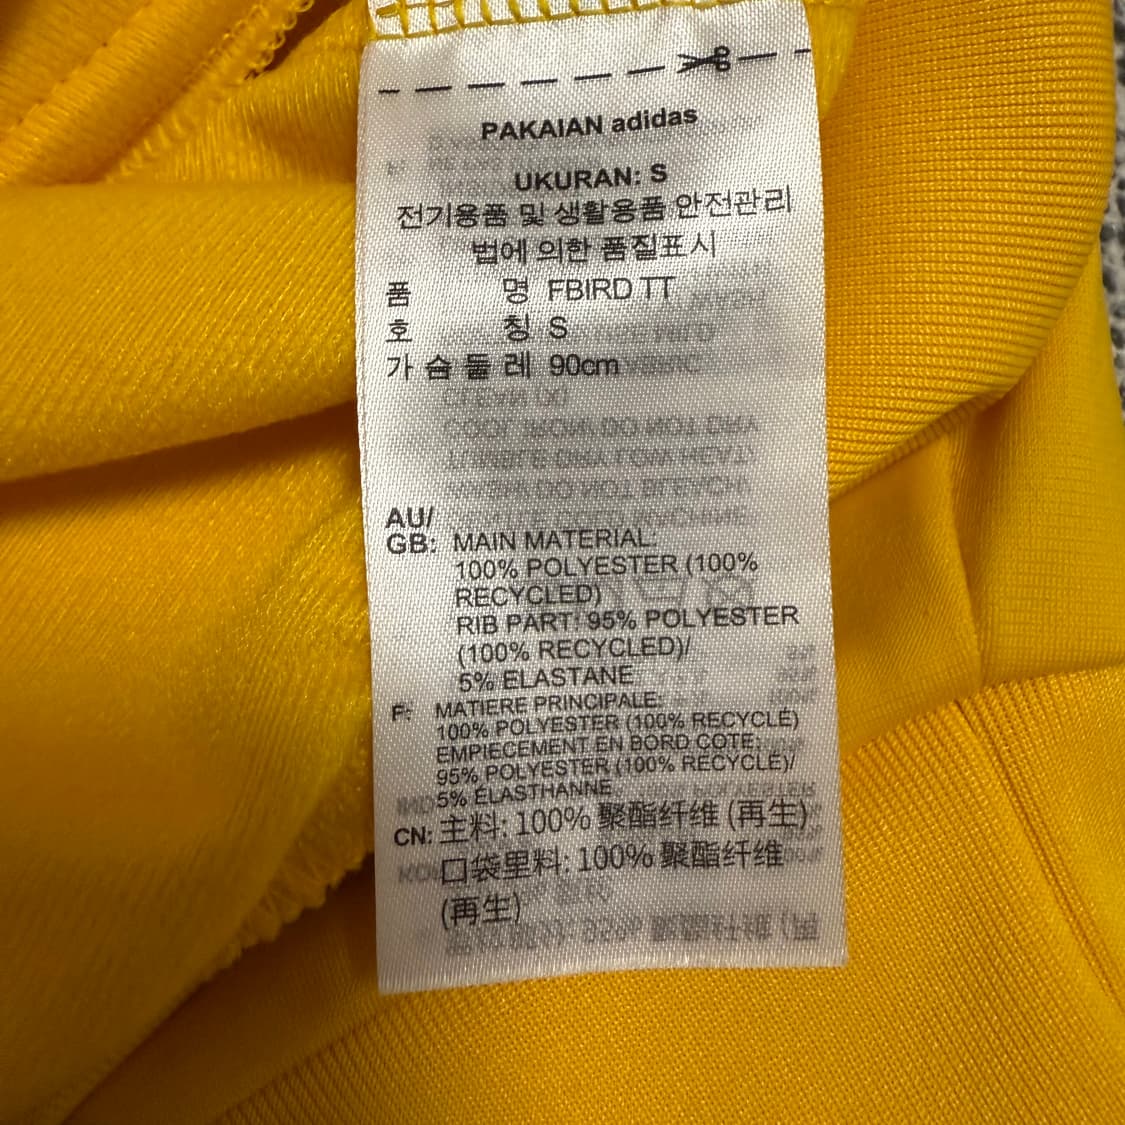 PAKAIAN adidas
UKURAN: S
전기용품 및 생활용품 안전관리
법에 의한 품질표시
품 명 FBIRD TT
호 칭 S
가 슴 둘 레 90cm
AU/
GB: MAIN MATERIAL:
100% POLYESTER (100%
RECYCLED)
RIB PART: 95% POLYESTER
(100% RECYCLED)/
5% ELASTANE
F: MATIERE PRINCIPALE:
100% POLYESTER (100% RECYCLÉ)
EMPIECEMENT EN BORD COTE:
95% POLYESTER (100% RECYCLÉ)/
5% ÉLASTHANNE
CN: 主料: 100% 聚酯纤维 (再生)
口袋里料: 100% 聚酯纤维
(再生)